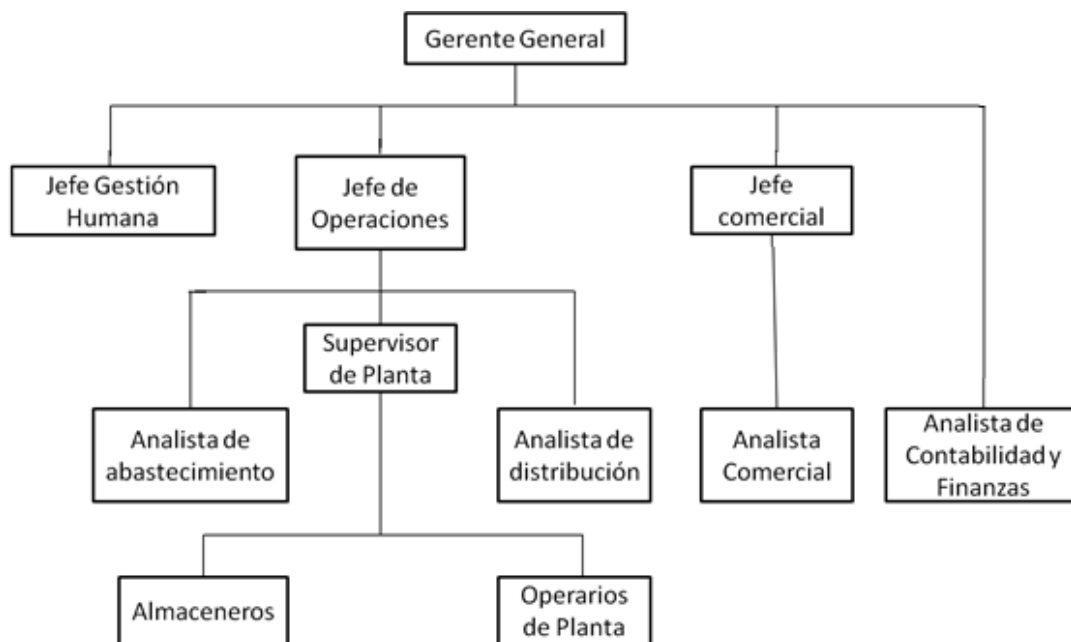 Gerente General
Jefe Gestión
Humana
Jefe de
Operaciones
Jefe
comercial
Supervisor
de Planta
Analista de
abastecimiento
Analista de
distribución
Analista
Comercial
Analista de
Contabilidad y
Finanzas
Almaceneros
Operarios
de Planta